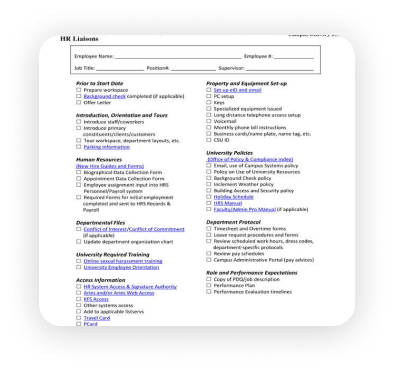 HR Liaisons
Employee Name: Employee #:
Job Title: Position#: Supervisor:
Prior to Start Date
☐ Prepare workspace
☐ Background check completed (if applicable)
☐ Offer Letter
Introduction, Orientation and Tours
☐ Introduce staff/coworkers
☐ Introduce primary
constituents/clients/customers
☐ Tour workspace, department layouts, etc.
☐ Parking information
Human Resources
(New Hire Guides and Forms)
☐ Biographical Data Collection Form
☐ Appointment Data Collection Form
☐ Employee assignment input into HRS
Personnel/Payroll system
☐ Required Forms for initial employment
completed and sent to HRS Records &
Payroll
Departmental Files
☐ Conflict of Interest/Conflict of Commitment
(if applicable)
☐ Update department organization chart
University Required Training
☐ Online sexual harassment training
☐ University Employee Orientation
Access Information
☐ HR System Access & Signature Authority
☐ Aries and/or Aries Web Access
☐ KFS Access
☐ Other systems access
☐ Add to applicable listservs
☐ Travel Card
☐ PCard
Property and Equipment Set-up
☐ Set up eID and email
☐ PC setup
☐ Keys
☐ Specialized equipment issued
☐ Long distance telephone access setup
☐ Voicemail
☐ Monthly phone bill instructions
☐ Business cards/name plate, name tag, etc.
☐ CSU ID
University Policies
(Office of Policy & Compliance index)
☐ Email, use of Campus Systems policy
☐ Policy on Use of University Resources
☐ Background Check policy
☐ Inclement Weather policy
☐ Building Access and Security policy
☐ Holiday Schedule
☐ HRS Manual
☐ Faculty/Admin Pro Manual (if applicable)
Department Protocol
☐ Timesheet and Overtime forms
☐ Leave request procedures and forms
☐ Review scheduled work hours, dress codes,
department-specific protocols
☐ Review pay schedules
☐ Campus Administrative Portal (pay advices)
Role and Performance Expectations
☐ Copy of PDQ/job description
☐ Performance Plan
☐ Performance Evaluation timelines